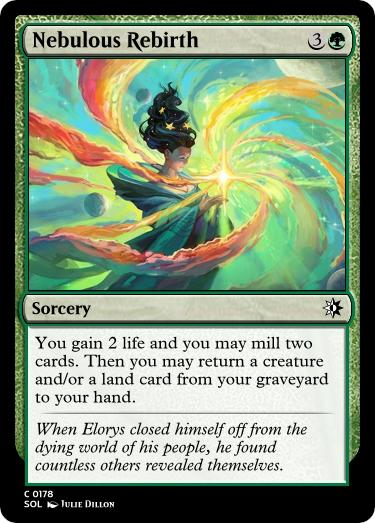 Nebulous Rebirth 3
Sorcery
You gain 2 life and you may mill two
cards. Then you may return a creature
and/or a land card from your graveyard
to your hand.
When Elorys closed himself off from the
dying world of his people, he found
countless others revealed themselves.
C 0178
SOL JULIE DILLON